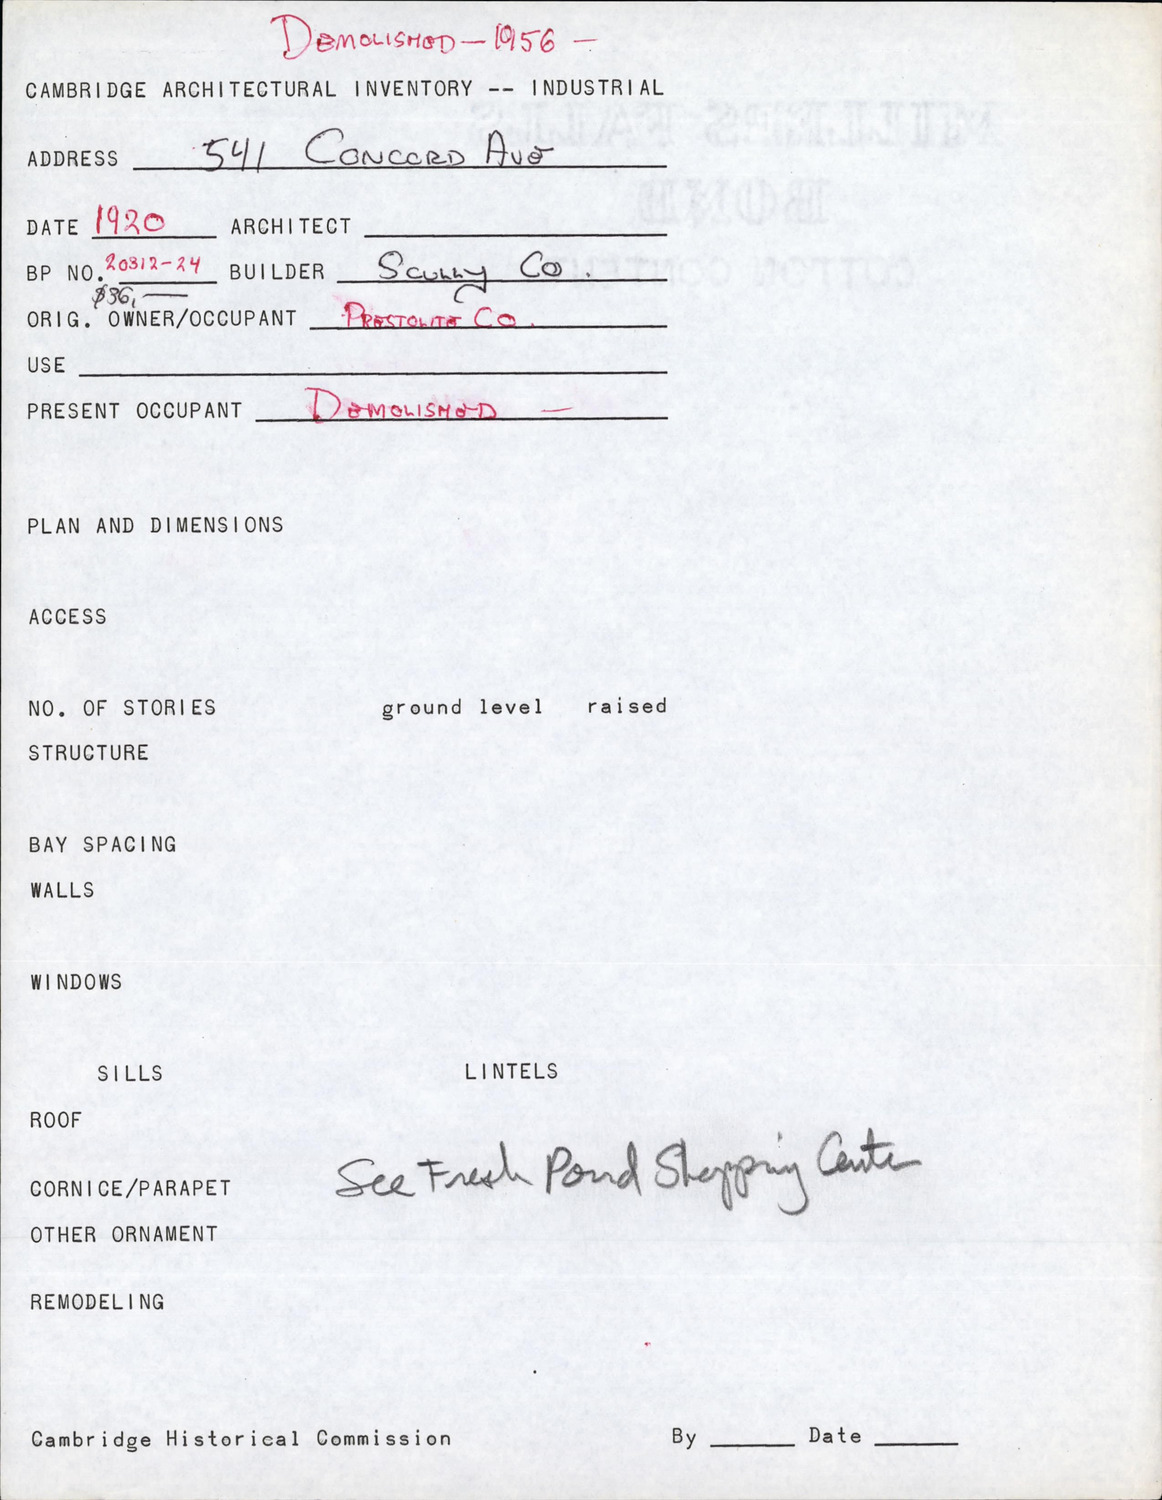 DEMOLISHED — 1956 —
CAMBRIDGE ARCHITECTURAL INVENTORY -- INDUSTRIAL
ADDRESS 541 CONCORD AVE
DATE 1920 ARCHITECT
BP NO. 20312-24 BUILDER Scully Co.
$36,—
ORIG. OWNER/OCCUPANT PRESTOLITE CO.
USE
PRESENT OCCUPANT DEMOLISHED —
PLAN AND DIMENSIONS
ACCESS
NO. OF STORIES ground level raised
STRUCTURE
BAY SPACING
WALLS
WINDOWS
SILLS LINTELS
ROOF
See Fresh Pond Shopping Center
CORNICE/PARAPET
OTHER ORNAMENT
REMODELING
Cambridge Historical Commission By Date